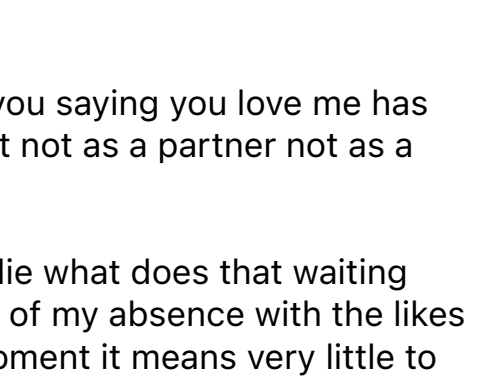 you saying you love me has
t not as a partner not as a
lie what does that waiting
of my absence with the likes
oment it means very little to